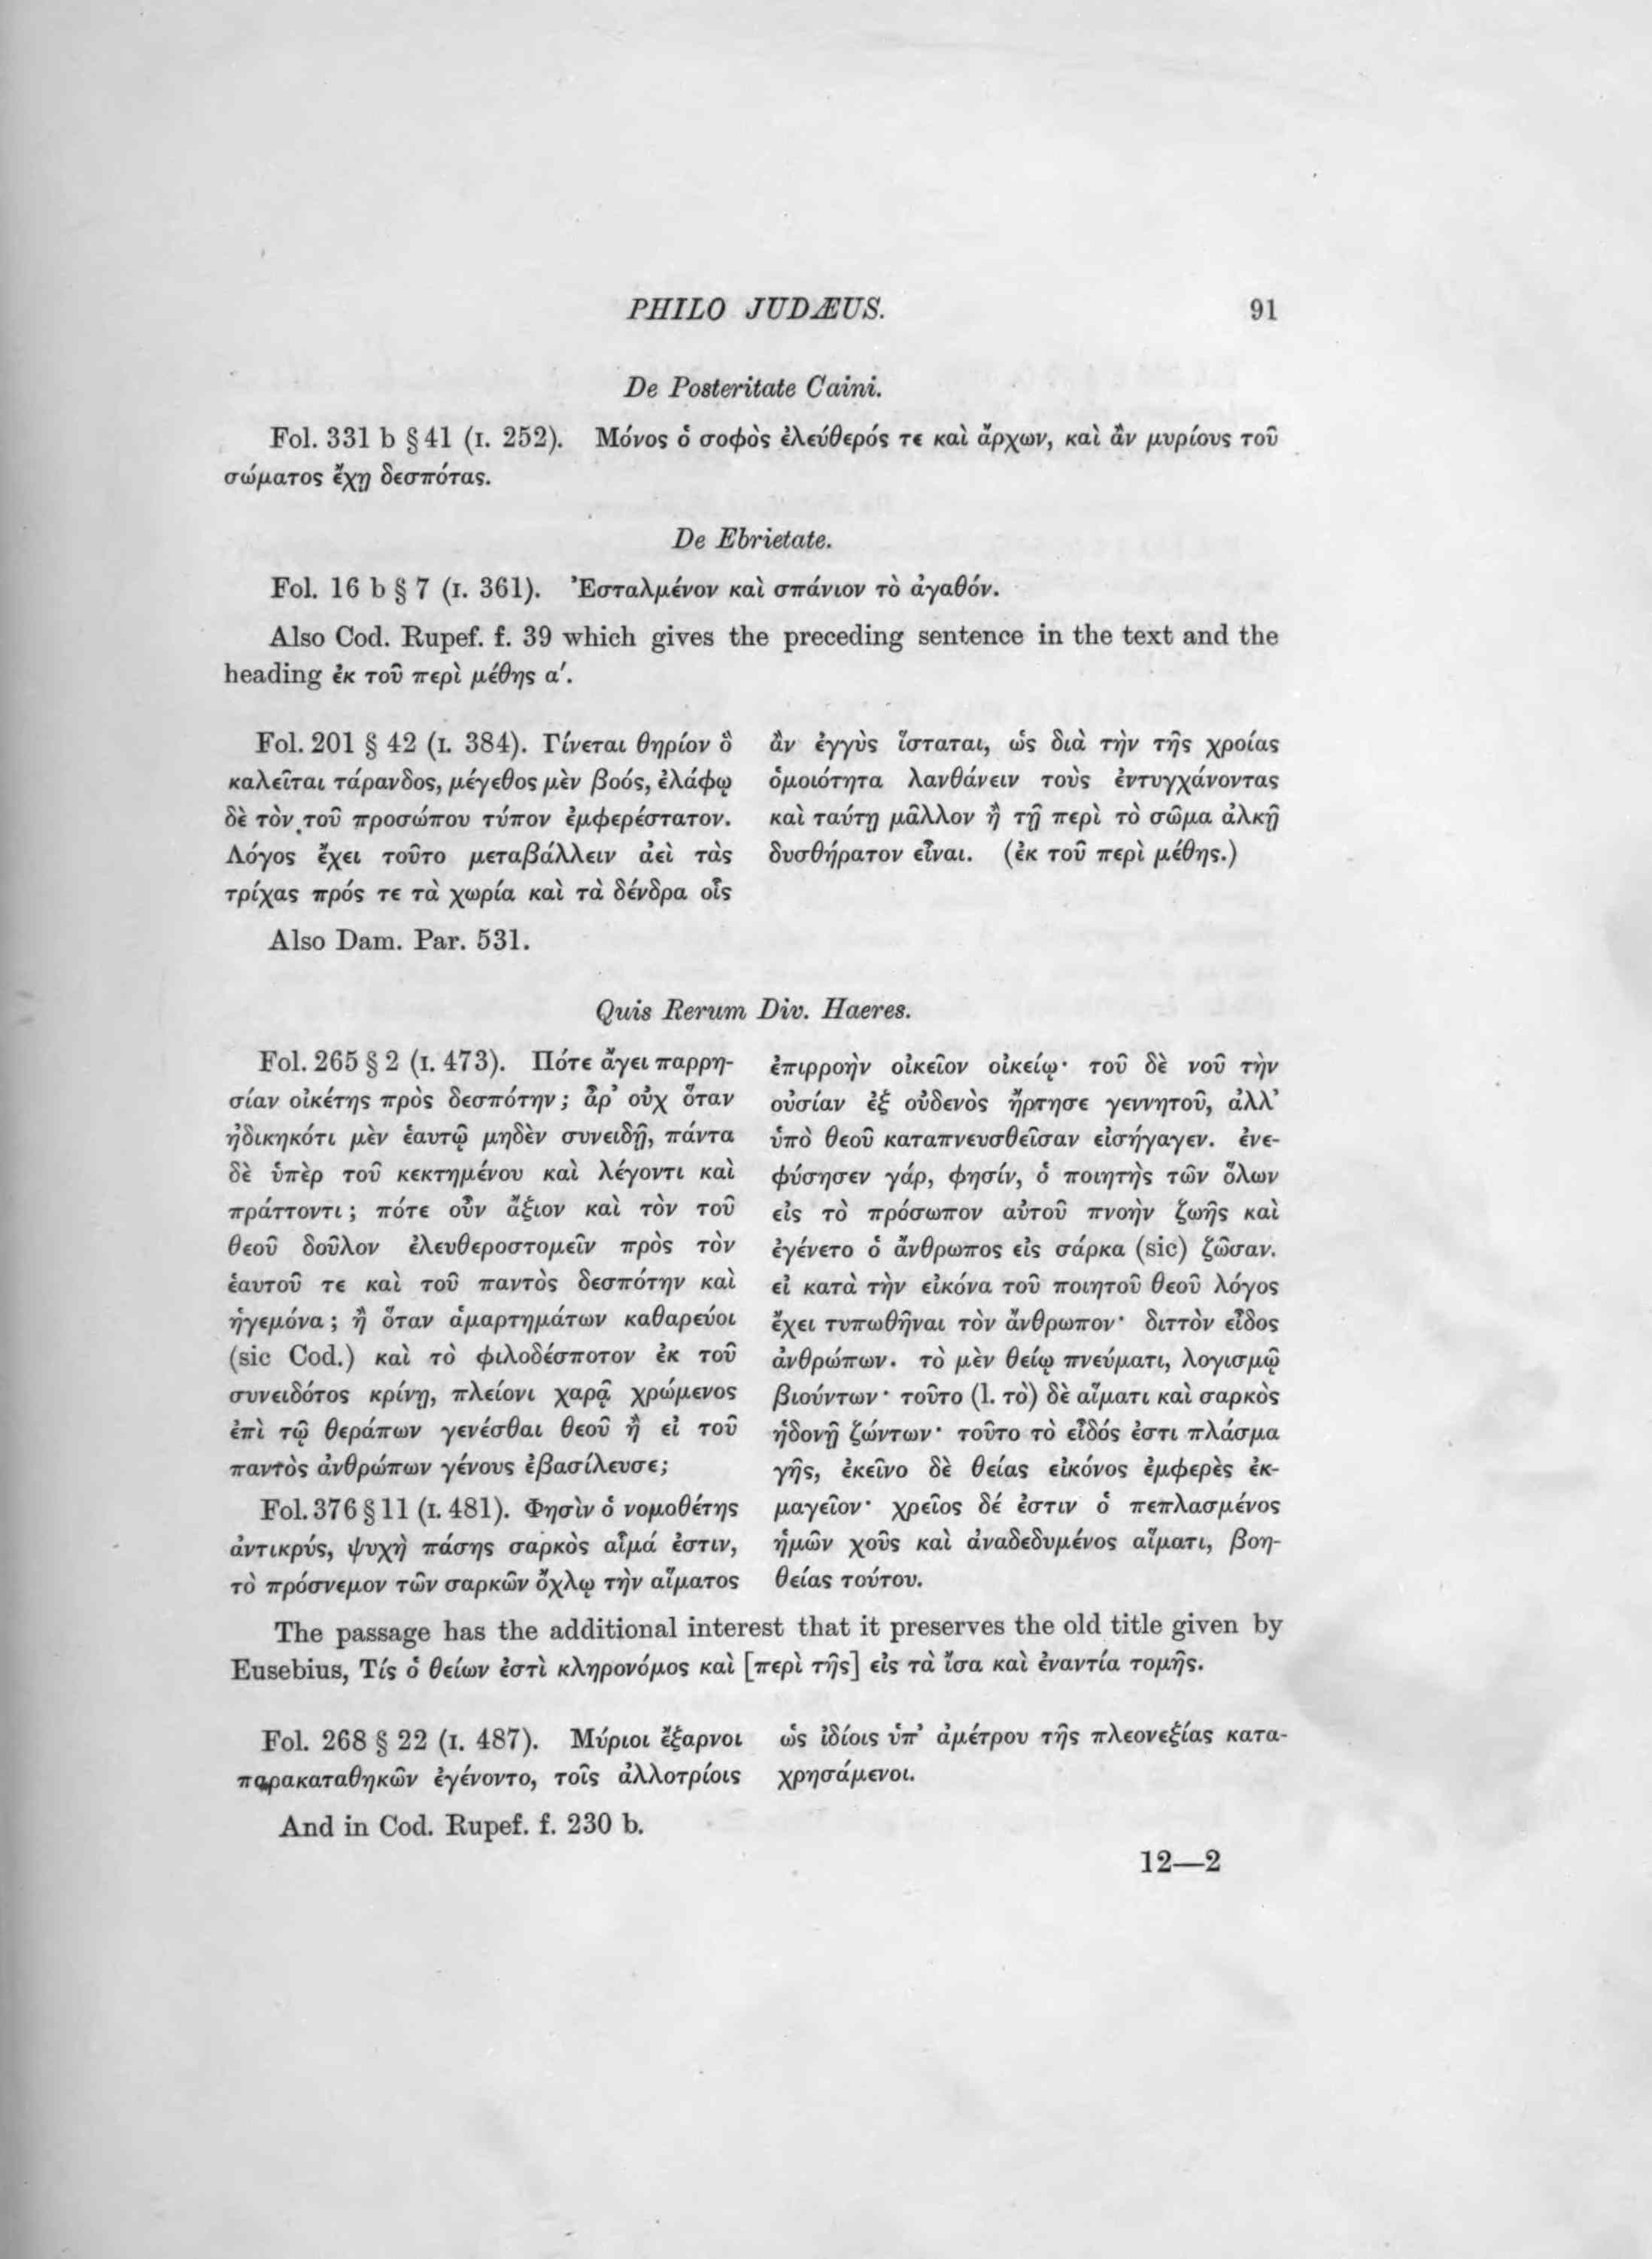 PHILO JUDÆUS. 91
De Posteritate Caini.
Fol. 331 b § 41 (I. 252). Μόνος ὁ σοφὸς ἐλεύθερός τε καὶ ἄρχων, καὶ ἂν μυρίους τοῦ
σώματος ἔχῃ δεσπότας.
De Ebrietate.
Fol. 16 b § 7 (I. 361). Ἐσταλμένον καὶ σπάνιον τὸ ἀγαθόν.
Also Cod. Rupef. f. 39 which gives the preceding sentence in the text and the
heading ἐκ τοῦ περὶ μέθης α′.
Fol. 201 § 42 (I. 384). Γίνεται θηρίον ὃ
καλεῖται τάρανδος, μέγεθος μὲν βοός, ἐλάφῳ
δὲ τὸν τοῦ προσώπου τύπον ἐμφερέστατον.
Λόγος ἔχει τοῦτο μεταβάλλειν ἀεὶ τὰς
τρίχας πρός τε τὰ χωρία καὶ τὰ δένδρα οἷς
ἂν ἐγγὺς ἵσταται, ὡς διὰ τὴν τῆς χροίας
ὁμοιότητα λανθάνειν τοὺς ἐντυγχάνοντας
καὶ ταύτῃ μᾶλλον ἢ τῇ περὶ τὸ σῶμα ἀλκῇ
δυσθήρατον εἶναι. (ἐκ τοῦ περὶ μέθης.)
Also Dam. Par. 531.
Quis Rerum Div. Haeres.
Fol. 265 § 2 (I. 473). Πότε ἄγει παρρη-
σίαν οἰκέτης πρὸς δεσπότην; ἆρ’ οὐχ ὅταν
ἠδικηκότι μὲν ἑαυτῷ μηδὲν συνειδῇ, πάντα
δὲ ὑπὲρ τοῦ κεκτημένου καὶ λέγοντι καὶ
πράττοντι; πότε οὖν ἄξιον καὶ τὸν τοῦ
θεοῦ δοῦλον ἐλευθεροστομεῖν πρὸς τὸν
ἑαυτοῦ τε καὶ τοῦ παντὸς δεσπότην καὶ
ἡγεμόνα; ἢ ὅταν ἁμαρτημάτων καθαρεύοι
(sic Cod.) καὶ τὸ φιλοδέσποτον ἐκ τοῦ
συνειδότος κρίνῃ, πλείονι χαρᾷ χρώμενος
ἐπὶ τῷ θεράπων γενέσθαι θεοῦ ἢ εἰ τοῦ
παντὸς ἀνθρώπων γένους ἐβασίλευσε;
Fol. 376 § 11 (I. 481). Φησὶν ὁ νομοθέτης
ἀντικρύς, ψυχὴ πάσης σαρκὸς αἷμά ἐστιν,
τὸ πρόσνεμον τῶν σαρκῶν ὄχλῳ τὴν αἵματος
ἐπιρροὴν οἰκεῖον οἰκείῳ· τοῦ δὲ νοῦ τὴν
οὐσίαν ἐξ οὐδενὸς ἤρτησε γεννητοῦ, ἀλλ’
ὑπὸ θεοῦ καταπνευσθεῖσαν εἰσήγαγεν. ἐνε-
φύσησεν γάρ, φησίν, ὁ ποιητὴς τῶν ὅλων
εἰς τὸ πρόσωπον αὐτοῦ πνοὴν ζωῆς καὶ
ἐγένετο ὁ ἄνθρωπος εἰς σάρκα (sic) ζῶσαν.
εἰ κατὰ τὴν εἰκόνα τοῦ ποιητοῦ θεοῦ λόγος
ἔχει τυπωθῆναι τὸν ἄνθρωπον· διττὸν εἶδος
ἀνθρώπων. τὸ μὲν θείῳ πνεύματι, λογισμῷ
βιούντων· τοῦτο (l. τὸ) δὲ αἵματι καὶ σαρκὸς
ἡδονῇ ζώντων· τοῦτο τὸ εἶδός ἐστι πλάσμα
γῆς, ἐκεῖνο δὲ θείας εἰκόνος ἐμφερὲς ἐκ-
μαγεῖον· χρεῖος δέ ἐστιν ὁ πεπλασμένος
ἡμῶν χοῦς καὶ ἀναδεδυμένος αἵματι, βοη-
θείας τούτου.
The passage has the additional interest that it preserves the old title given by
Eusebius, Τίς ὁ θείων ἐστὶ κληρονόμος καὶ [περὶ τῆς] εἰς τὰ ἴσα καὶ ἐναντία τομῆς.
Fol. 268 § 22 (I. 487). Μύριοι ἔξαρνοι
παρακαταθηκῶν ἐγένοντο, τοῖς ἀλλοτρίοις
ὡς ἰδίοις ὑπ’ ἀμέτρου τῆς πλεονεξίας κατα-
χρησάμενοι.
And in Cod. Rupef. f. 230 b.
12—2